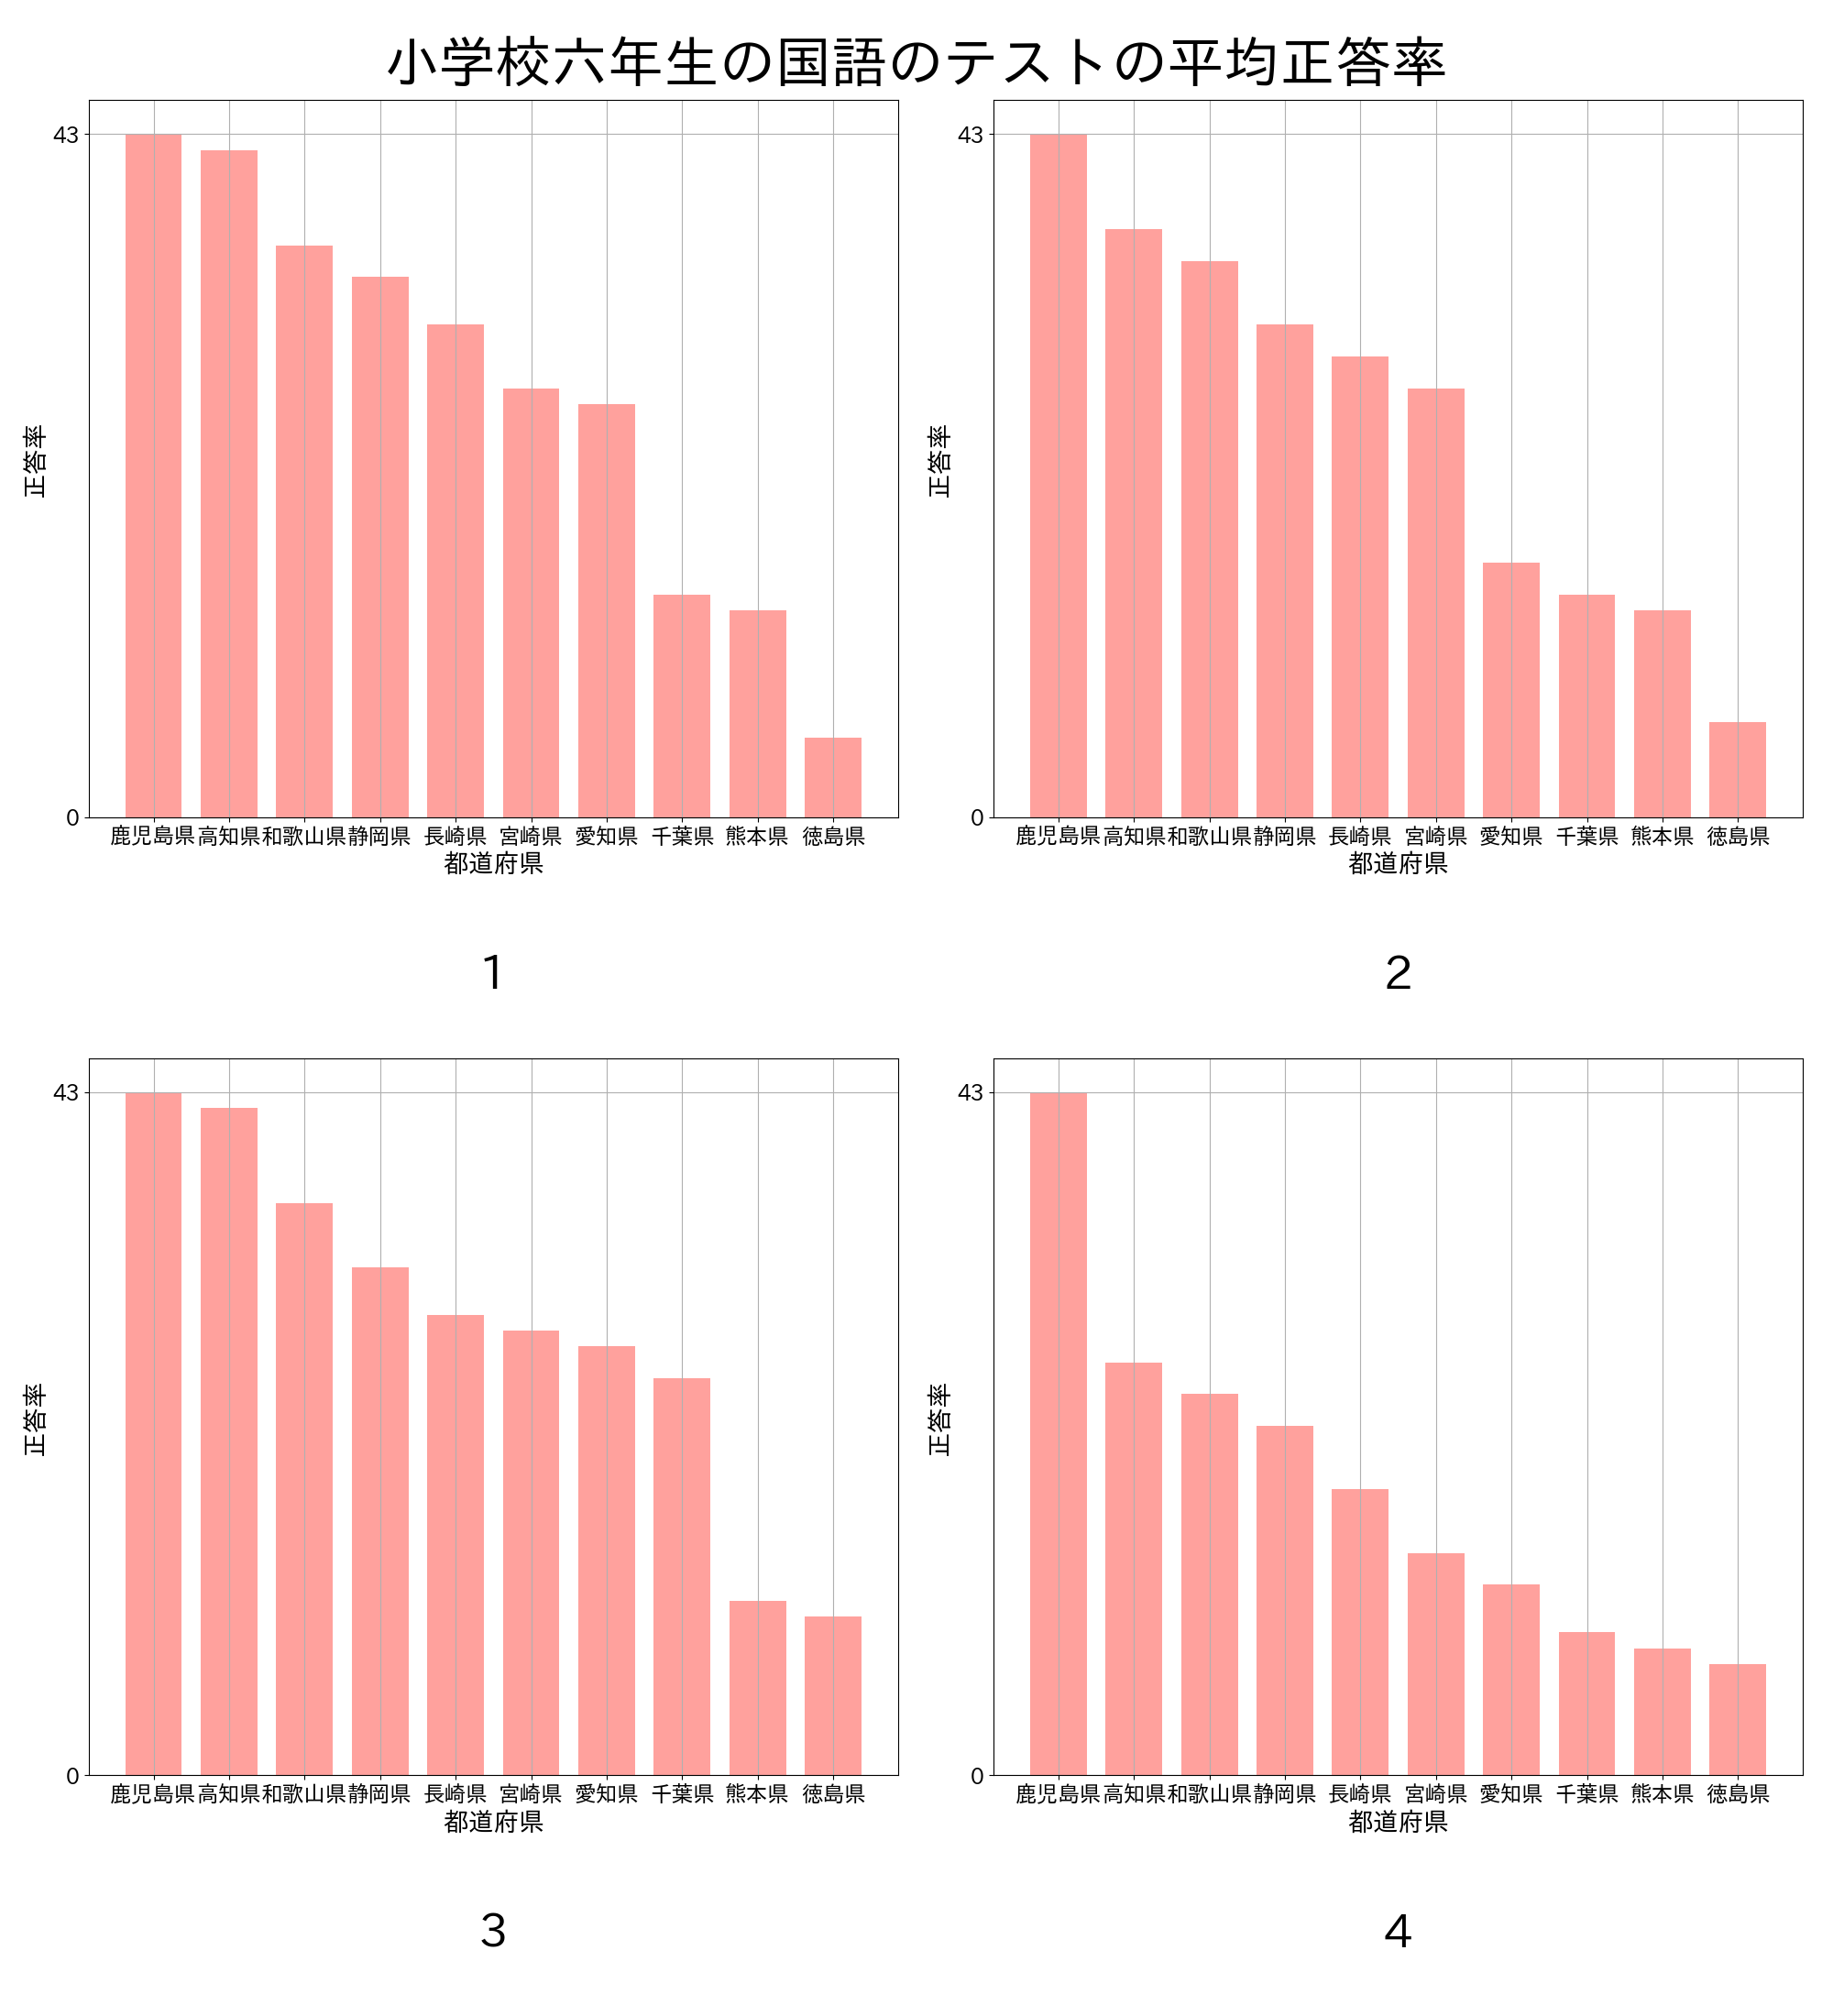 小学校六年生の国語のテストの平均正答率
43
0
正答率
鹿児島県 高知県 和歌山県 静岡県 長崎県 宮崎県 愛知県 千葉県 熊本県 徳島県
都道府県
1
43
0
正答率
鹿児島県 高知県 和歌山県 静岡県 長崎県 宮崎県 愛知県 千葉県 熊本県 徳島県
都道府県
2
43
0
正答率
鹿児島県 高知県 和歌山県 静岡県 長崎県 宮崎県 愛知県 千葉県 熊本県 徳島県
都道府県
3
43
0
正答率
鹿児島県 高知県 和歌山県 静岡県 長崎県 宮崎県 愛知県 千葉県 熊本県 徳島県
都道府県
4